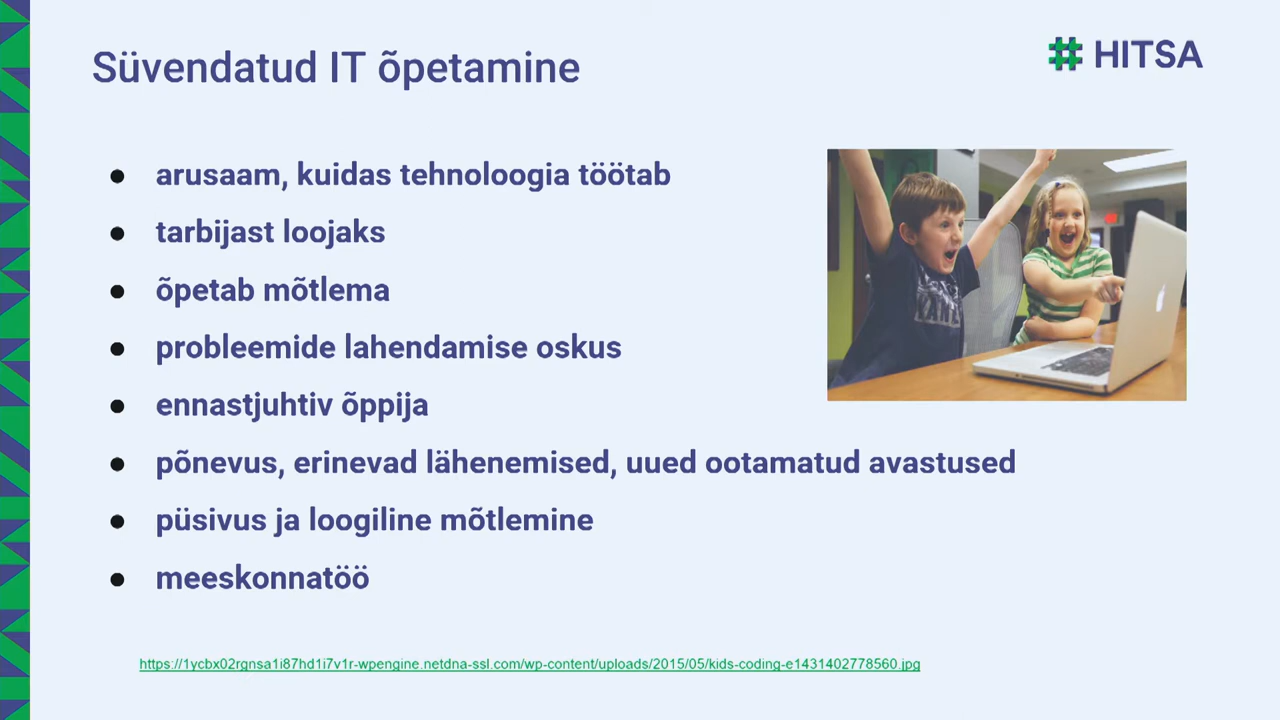 Süvendatud IT õpetamine
HITSA
● arusaam, kuidas tehnoloogia töötab
● tarbijast loojaks
● õpetab mõtlema
● probleemide lahendamise oskus
● ennastjuhtiv õppija
● põnevus, erinevad lähenemised, uued ootamatud avastused
● püsivus ja loogiline mõtlemine
● meeskonnatöö
https://1ycbx02rgnsa1i87hd1i7v1r-wpengine.netdna-ssl.com/wp-content/uploads/2015/05/kids-coding-e1431402778560.jpg